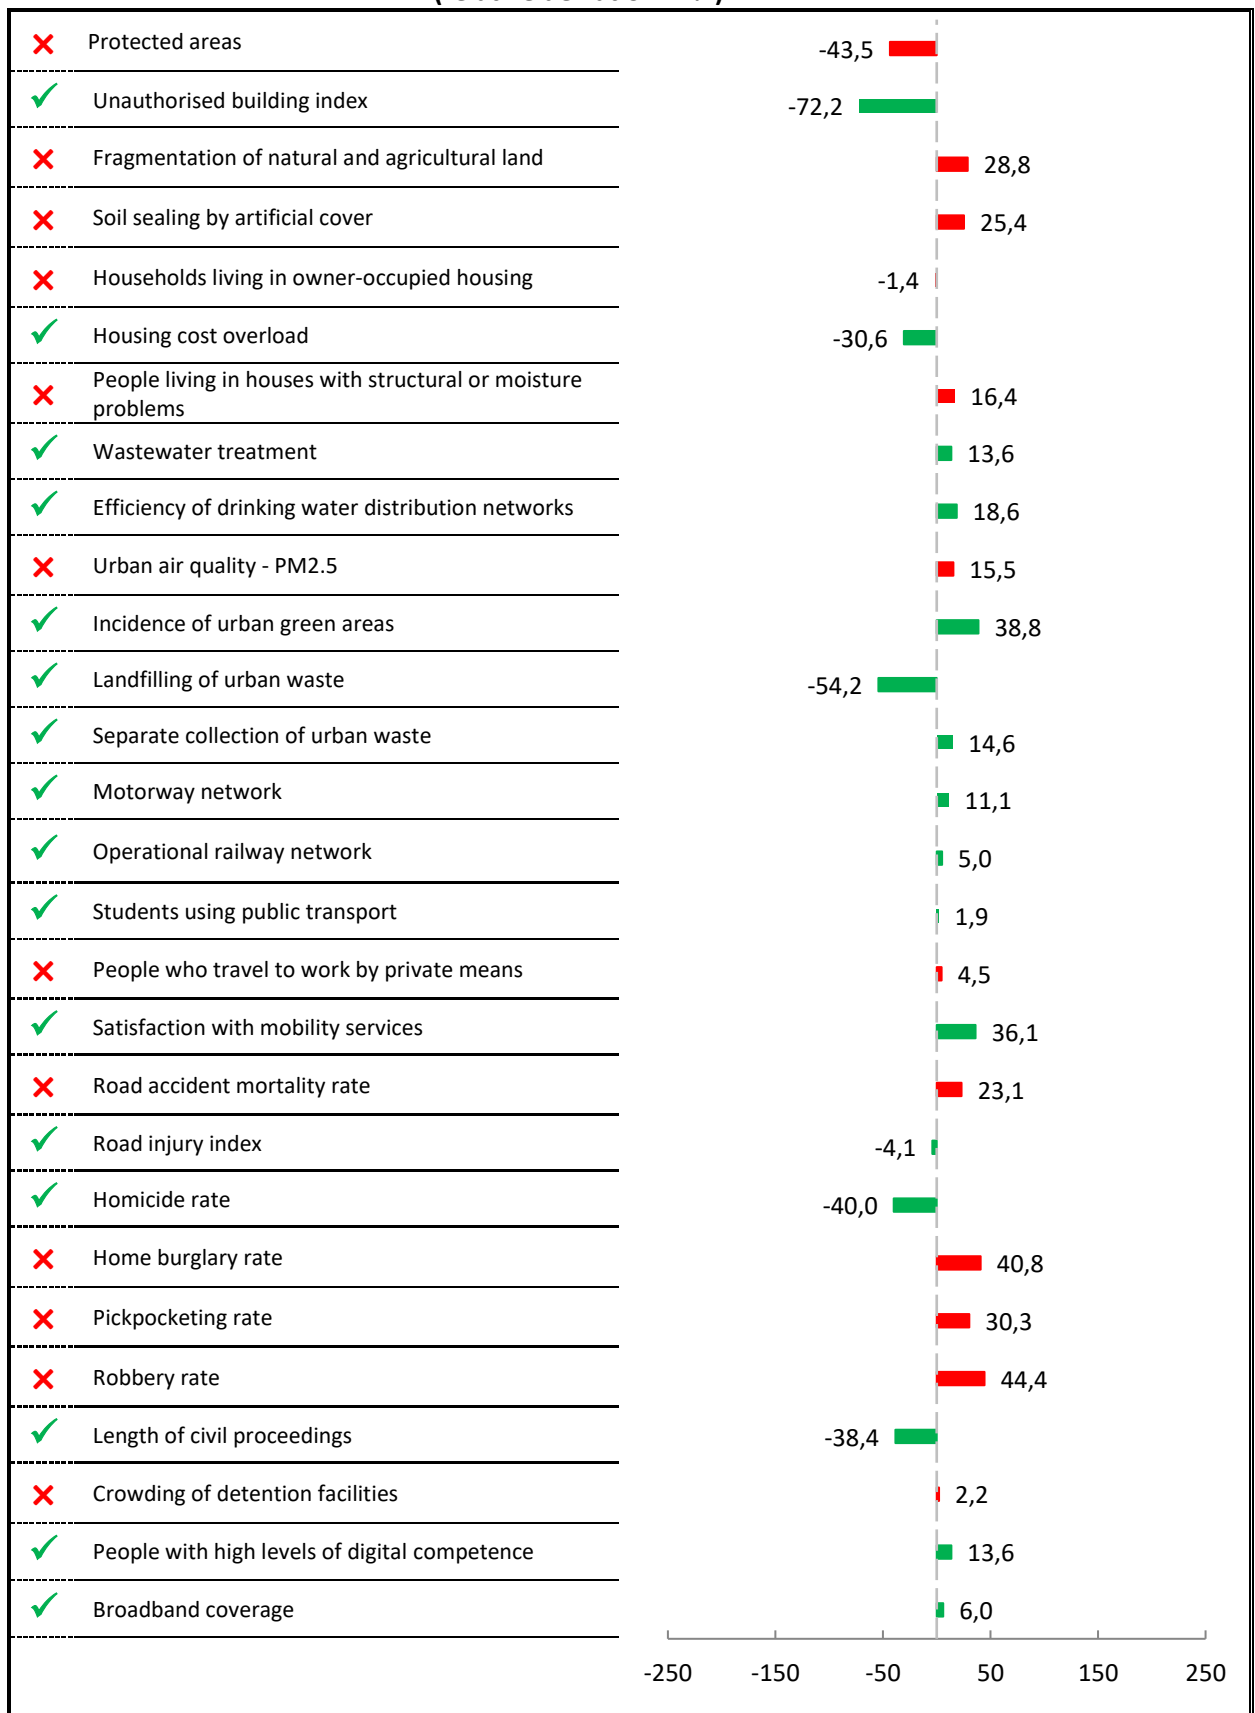 Protected areas -43,5
Unauthorised building index -72,2
Fragmentation of natural and agricultural land 28,8
Soil sealing by artificial cover 25,4
Households living in owner-occupied housing -1,4
Housing cost overload -30,6
People living in houses with structural or moisture
problems 16,4
Wastewater treatment 13,6
Efficiency of drinking water distribution networks 18,6
Urban air quality - PM2.5 15,5
Incidence of urban green areas 38,8
Landfilling of urban waste -54,2
Separate collection of urban waste 14,6
Motorway network 11,1
Operational railway network 5,0
Students using public transport 1,9
People who travel to work by private means 4,5
Satisfaction with mobility services 36,1
Road accident mortality rate 23,1
Road injury index -4,1
Homicide rate -40,0
Home burglary rate 40,8
Pickpocketing rate 30,3
Robbery rate 44,4
Length of civil proceedings -38,4
Crowding of detention facilities 2,2
People with high levels of digital competence 13,6
Broadband coverage 6,0
-250 -150 -50 50 150 250